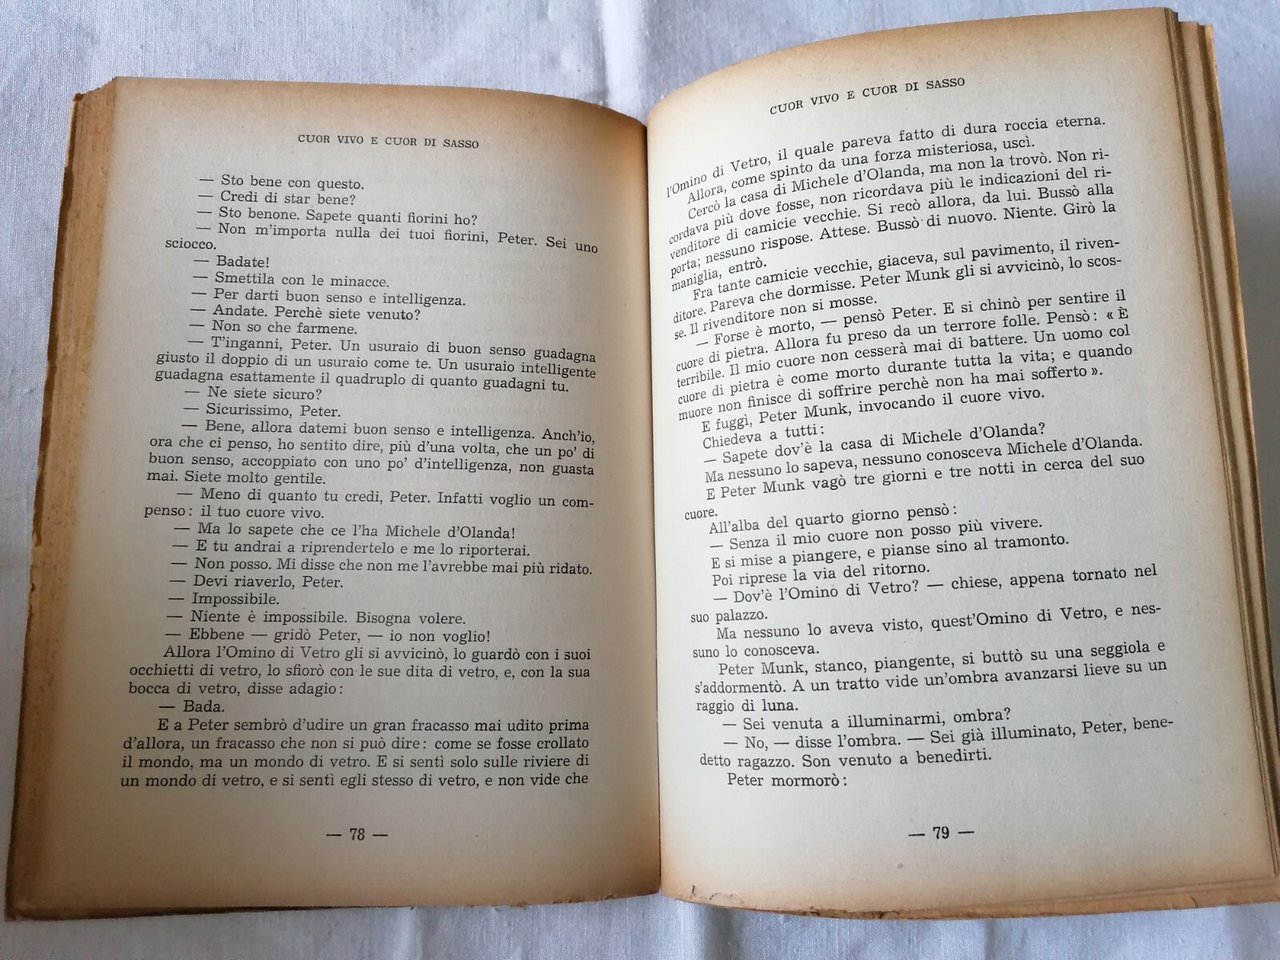 CUOR VIVO E CUOR DI SASSO
— Sto bene con questo.
— Credi di star bene?
— Sto benone. Sapete quanti fiorini ho?
— Non m'importa nulla dei tuoi fiorini, Peter. Sei uno
sciocco.
— Badate!
— Smettila con le minacce.
— Per darti buon senso e intelligenza.
— Andate. Perchè siete venuto?
— Non so che farmene.
— T'inganni, Peter. Un usuraio di buon senso guadagna
giusto il doppio di un usuraio come te. Un usuraio intelligente
guadagna esattamente il quadruplo di quanto guadagni tu.
— Ne siete sicuro?
— Sicurissimo, Peter.
— Bene, allora datemi buon senso e intelligenza. Anch'io,
ora che ci penso, ho sentito dire, più d'una volta, che un po' di
buon senso, accoppiato con uno po' d'intelligenza, non guasta
mai. Siete molto gentile.
— Meno di quanto tu credi, Peter. Infatti voglio un com-
penso: il tuo cuore vivo.
— Ma lo sapete che ce l'ha Michele d'Olanda!
— E tu andrai a riprendertelo e me lo riporterai.
— Non posso. Mi disse che non me l'avrebbe mai più ridato.
— Devi riaverlo, Peter.
— Impossibile.
— Niente è impossibile. Bisogna volere.
— Ebbene — gridò Peter, — io non voglio!
Allora l'Omino di Vetro gli si avvicinò, lo guardò con i suoi
occhietti di vetro, lo sfiorò con le sue dita di vetro, e, con la sua
bocca di vetro, disse adagio:
— Bada.
E a Peter sembrò d'udire un gran fracasso mai udito prima
d'allora, un fracasso che non si può dire: come se fosse crollato
il mondo, ma un mondo di vetro. E si sentì solo sulle riviere di
un mondo di vetro, e si sentì egli stesso di vetro, e non vide che
— 78 —
CUOR VIVO E CUOR DI SASSO
l'Omino di Vetro, il quale pareva fatto di dura roccia eterna.
Allora, come spinto da una forza misteriosa, uscì.
Cercò la casa di Michele d'Olanda, ma non la trovò. Non ri-
cordava più dove fosse, non ricordava più le indicazioni del ri-
venditore di camicie vecchie. Si recò allora, da lui. Bussò alla
porta; nessuno rispose. Attese. Bussò di nuovo. Niente. Girò la
maniglia, entrò.
Fra tante camicie vecchie, giaceva, sul pavimento, il riven-
ditore. Pareva che dormisse. Peter Munk gli si avvicinò, lo scos-
se. Il rivenditore non si mosse.
— Forse è morto, — pensò Peter. E si chinò per sentire il
cuore di pietra. Allora fu preso da un terrore folle. Pensò: « È
terribile. Il mio cuore non cesserà mai di battere. Un uomo col
cuore di pietra è come morto durante tutta la vita; e quando
muore non finisce di soffrire perchè non ha mai sofferto ».
E fuggì, Peter Munk, invocando il cuore vivo.
Chiedeva a tutti:
— Sapete dov'è la casa di Michele d'Olanda?
Ma nessuno lo sapeva, nessuno conosceva Michele d'Olanda.
E Peter Munk vagò tre giorni e tre notti in cerca del suo
cuore.
All'alba del quarto giorno pensò:
— Senza il mio cuore non posso più vivere.
E si mise a piangere, e pianse sino al tramonto.
Poi riprese la via del ritorno.
— Dov'è l'Omino di Vetro? — chiese, appena tornato nel
suo palazzo.
Ma nessuno lo aveva visto, quest'Omino di Vetro, e nes-
suno lo conosceva.
Peter Munk, stanco, piangente, si buttò su una seggiola e
s'addormentò. A un tratto vide un'ombra avanzarsi lieve su un
raggio di luna.
— Sei venuta a illuminarmi, ombra?
— No, — disse l'ombra. — Sei già illuminato, Peter, bene-
detto ragazzo. Son venuto a benedirti.
Peter mormorò:
— 79 —